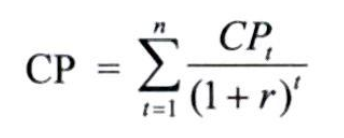 CP = \sum_{t=1}^{n} \frac{CP_t}{(1+r)^t}